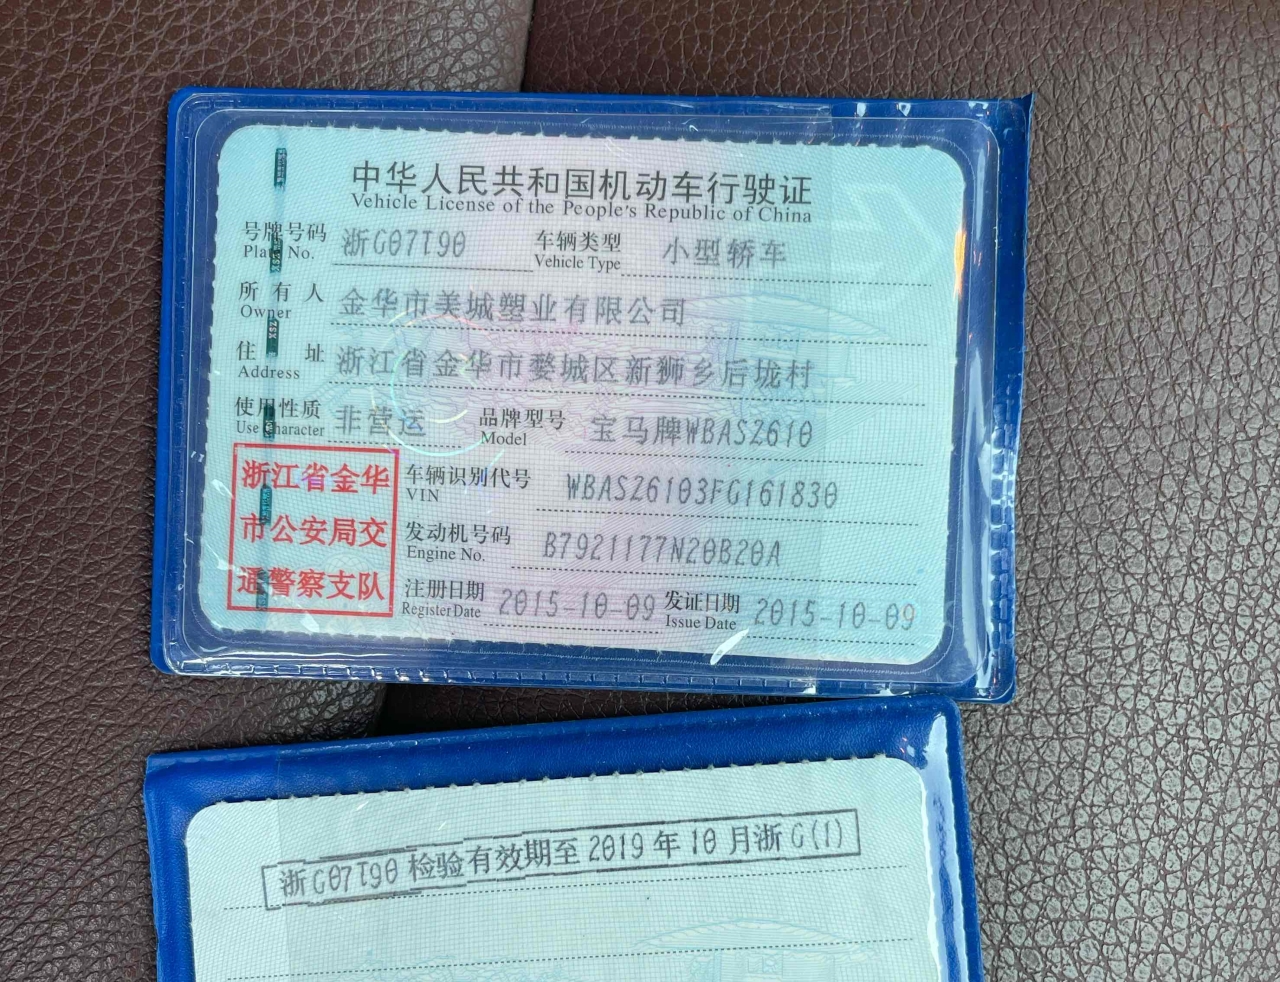 中华人民共和国机动车行驶证
Vehicle License of the People's Republic of China
号牌号码 浙G07T90 车辆类型 小型轿车
Plate No. Vehicle Type
所有人 金华市美城塑业有限公司
Owner
住址 浙江省金华市婺城区新狮乡后垅村
Address
使用性质 非营运 品牌型号 宝马牌WBASZ610
Use Character Model
浙江省金华
市公安局交
通警察支队
车辆识别代号 WBASZ6103FG161830
VIN
发动机号码 B7921177N20B20A
Engine No.
注册日期 2015-10-09 发证日期 2015-10-09
Register Date Issue Date
浙G07T90 检验有效期至 2019 年 10 月浙 G(1)